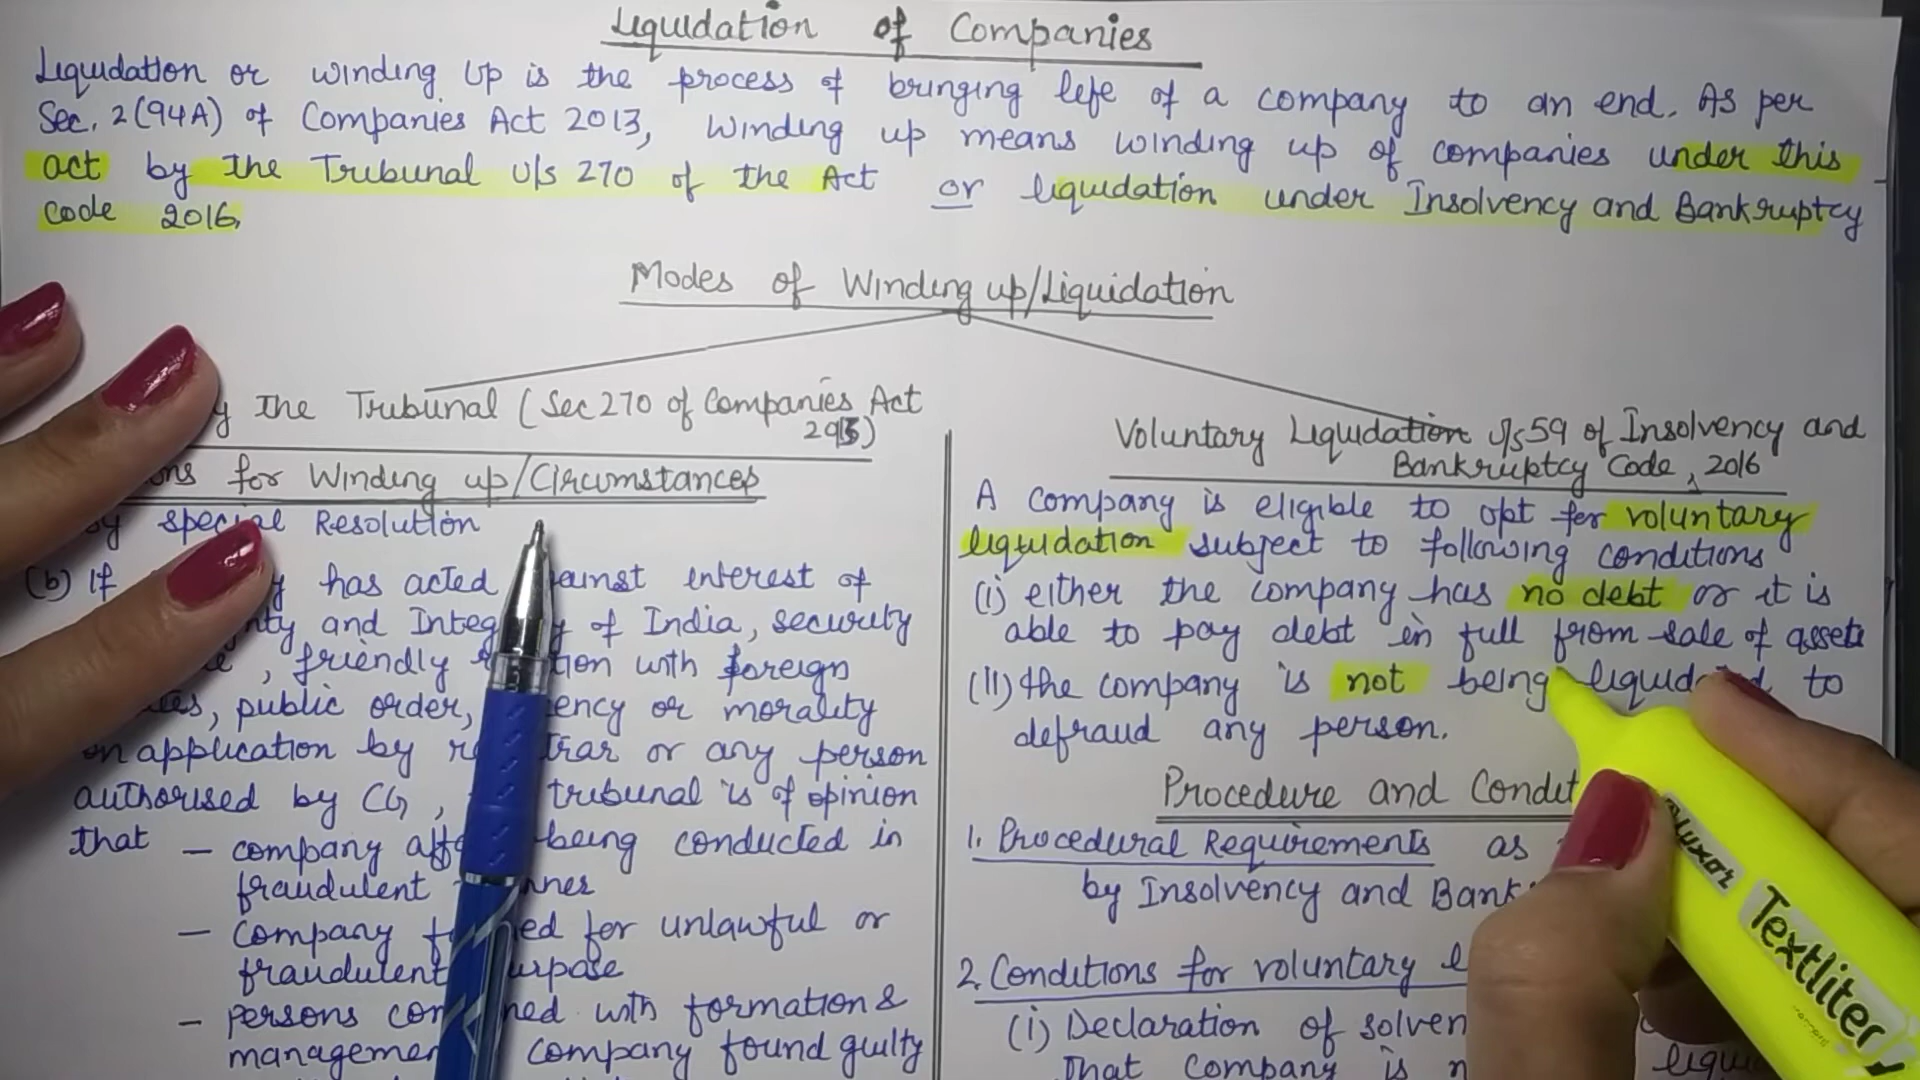 Liquidation of Companies
Liquidation or winding up is the process of bringing life of a company to an end. As per
Sec. 2(94A) of Companies Act 2013, Winding up means winding up of companies under this
act by the Tribunal u/s 270 of the Act or liquidation under Insolvency and Bankruptcy
Code 2016.
Modes of Winding up/Liquidation
the Tribunal (Sec 270 of Companies Act
2013)
for Winding up/Circumstances
by special Resolution
(b) If has acted against interest of
and of India, security
, friendly with foreign
, public order, or morality
on application by or any person
authorised by CG, tribunal is of opinion
that — company being conducted in
fraudulent
— company for unlawful or
fraudulent
— persons with formation &
company found guilty
Voluntary Liquidation u/s 59 of Insolvency and
Bankruptcy Code, 2016
A company is eligible to opt for voluntary
liquidation subject to following conditions
(i) either the company has no debt or it is
able to pay debt in full from sale of assets
(ii) the company is not being liquidated to
defraud any person.
Procedure and
1. Procedural Requirements as
by Insolvency and
2. Conditions for voluntary
(i) Declaration of
That company is
Luxor
Textliter